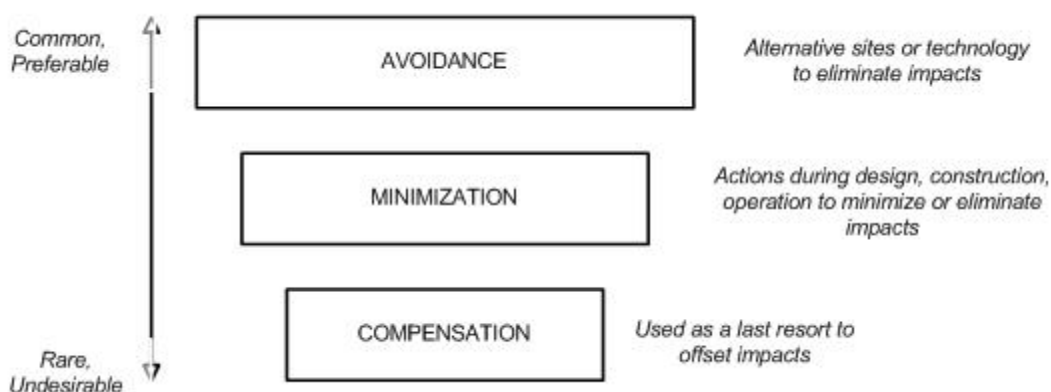 Common,
Preferable
AVOIDANCE
Alternative sites or technology
to eliminate impacts
MINIMIZATION
Actions during design, construction,
operation to minimize or eliminate
impacts
COMPENSATION
Used as a last resort to
offset impacts
Rare,
Undesirable